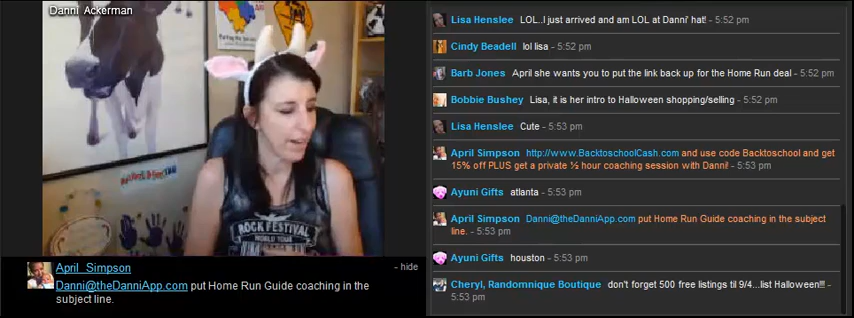 Danni Ackerman
ROCK FESTIVAL
WORLD TOUR
April_Simpson
- hide
Danni@theDanniApp.com put Home Run Guide coaching in the
subject line.
Lisa Henslee LOL..I just arrived and am LOL at Danni' hat! - 5:52 pm
Cindy Beadell lol lisa - 5:52 pm
Barb Jones April she wants you to put the link back up for the Home Run deal - 5:52 pm
Bobbie Bushey Lisa, it is her intro to Halloween shopping/selling - 5:52 pm
Lisa Henslee Cute - 5:53 pm
April Simpson http://www.BacktoschoolCash.com and use code Backtoschool and get
15% off PLUS get a private ½ hour coaching session with Danni! - 5:53 pm
Ayuni Gifts atlanta - 5:53 pm
April Simpson Danni@theDanniApp.com put Home Run Guide coaching in the subject
line. - 5:53 pm
Ayuni Gifts houston - 5:53 pm
Cheryl, Randomnique Boutique don't forget 500 free listings til 9/4...list Halloween!!! -
5:53 pm